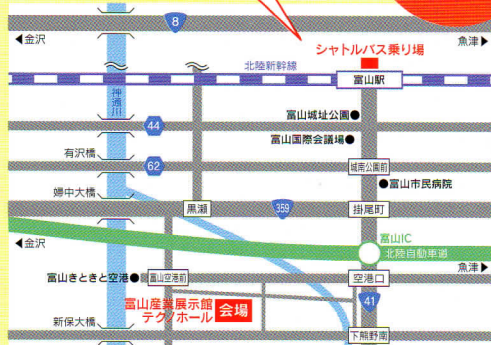 8
◀金沢
魚津▶
シャトルバス乗り場
北陸新幹線
富山駅
神通川
富山城址公園●
44
富山国際会議場●
有沢橋
62
城南公園前
●富山市民病院
婦中大橋
黒瀬
359
掛尾町
◀金沢
富山IC
北陸自動車道
魚津▶
富山きときと空港●
富山空港前
空港口
富山産業展示館
テクノホール
会場
41
新保大橋
下熊野南